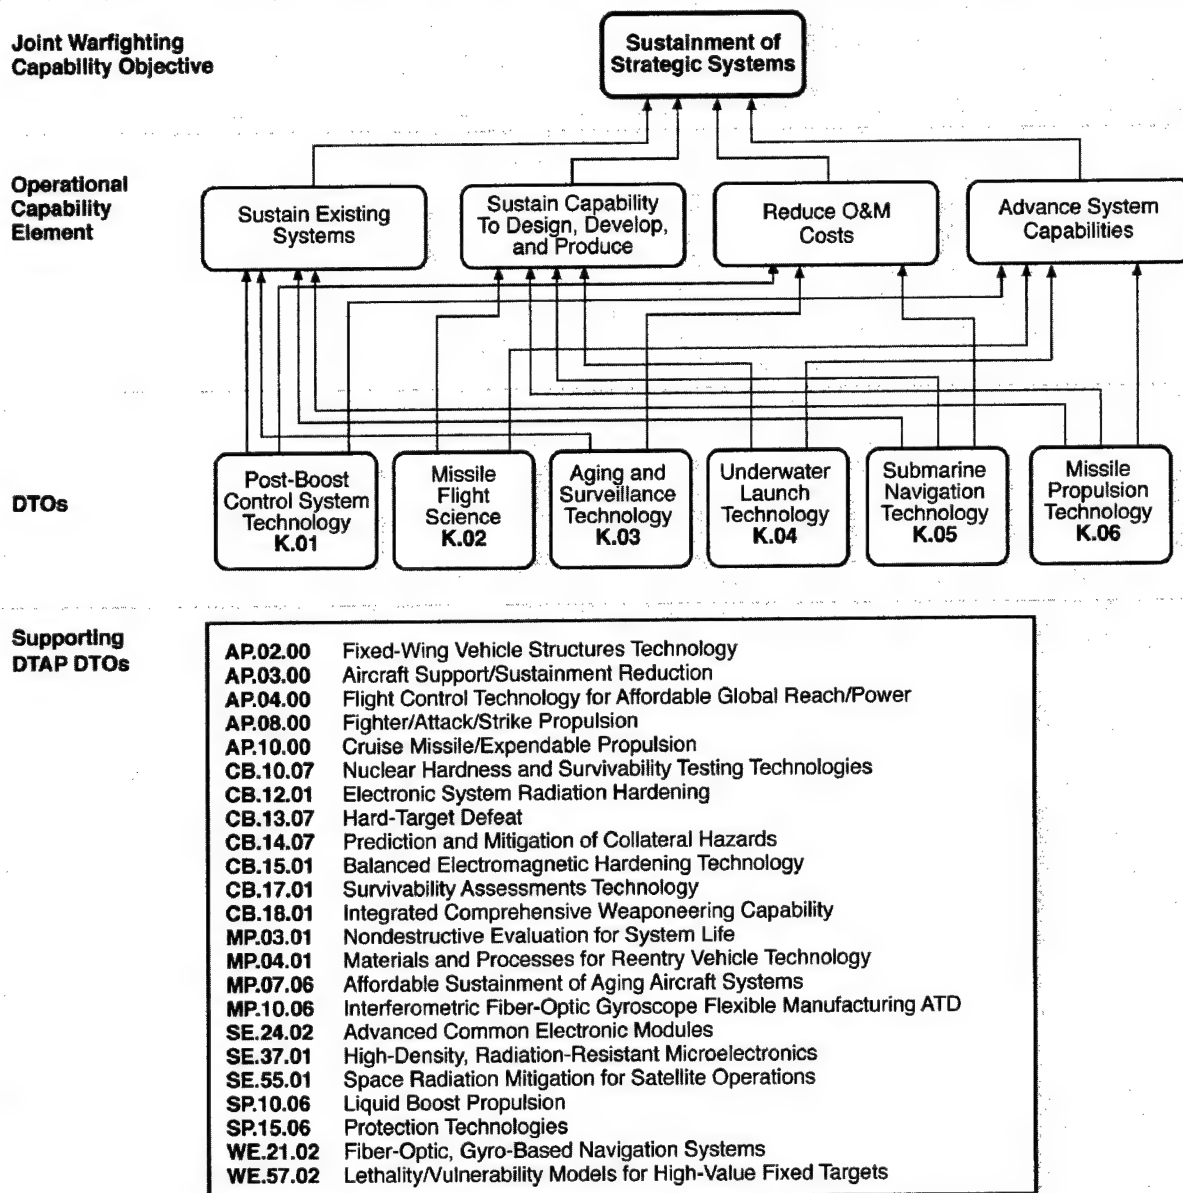 Joint Warfighting
Capability Objective
Sustainment of
Strategic Systems
Operational
Capability
Element
Sustain Existing
Systems
Sustain Capability
To Design, Develop,
and Produce
Reduce O&M
Costs
Advance System
Capabilities
DTOs
Post-Boost
Control System
Technology
K.01
Missile
Flight
Science
K.02
Aging and
Surveillance
Technology
K.03
Underwater
Launch
Technology
K.04
Submarine
Navigation
Technology
K.05
Missile
Propulsion
Technology
K.06
Supporting
DTAP DTOs
AP.02.00 Fixed-Wing Vehicle Structures Technology
AP.03.00 Aircraft Support/Sustainment Reduction
AP.04.00 Flight Control Technology for Affordable Global Reach/Power
AP.08.00 Fighter/Attack/Strike Propulsion
AP.10.00 Cruise Missile/Expendable Propulsion
CB.10.07 Nuclear Hardness and Survivability Testing Technologies
CB.12.01 Electronic System Radiation Hardening
CB.13.07 Hard-Target Defeat
CB.14.07 Prediction and Mitigation of Collateral Hazards
CB.15.01 Balanced Electromagnetic Hardening Technology
CB.17.01 Survivability Assessments Technology
CB.18.01 Integrated Comprehensive Weaponeering Capability
MP.03.01 Nondestructive Evaluation for System Life
MP.04.01 Materials and Processes for Reentry Vehicle Technology
MP.07.06 Affordable Sustainment of Aging Aircraft Systems
MP.10.06 Interferometric Fiber-Optic Gyroscope Flexible Manufacturing ATD
SE.24.02 Advanced Common Electronic Modules
SE.37.01 High-Density, Radiation-Resistant Microelectronics
SE.55.01 Space Radiation Mitigation for Satellite Operations
SP.10.06 Liquid Boost Propulsion
SP.15.06 Protection Technologies
WE.21.02 Fiber-Optic, Gyro-Based Navigation Systems
WE.57.02 Lethality/Vulnerability Models for High-Value Fixed Targets